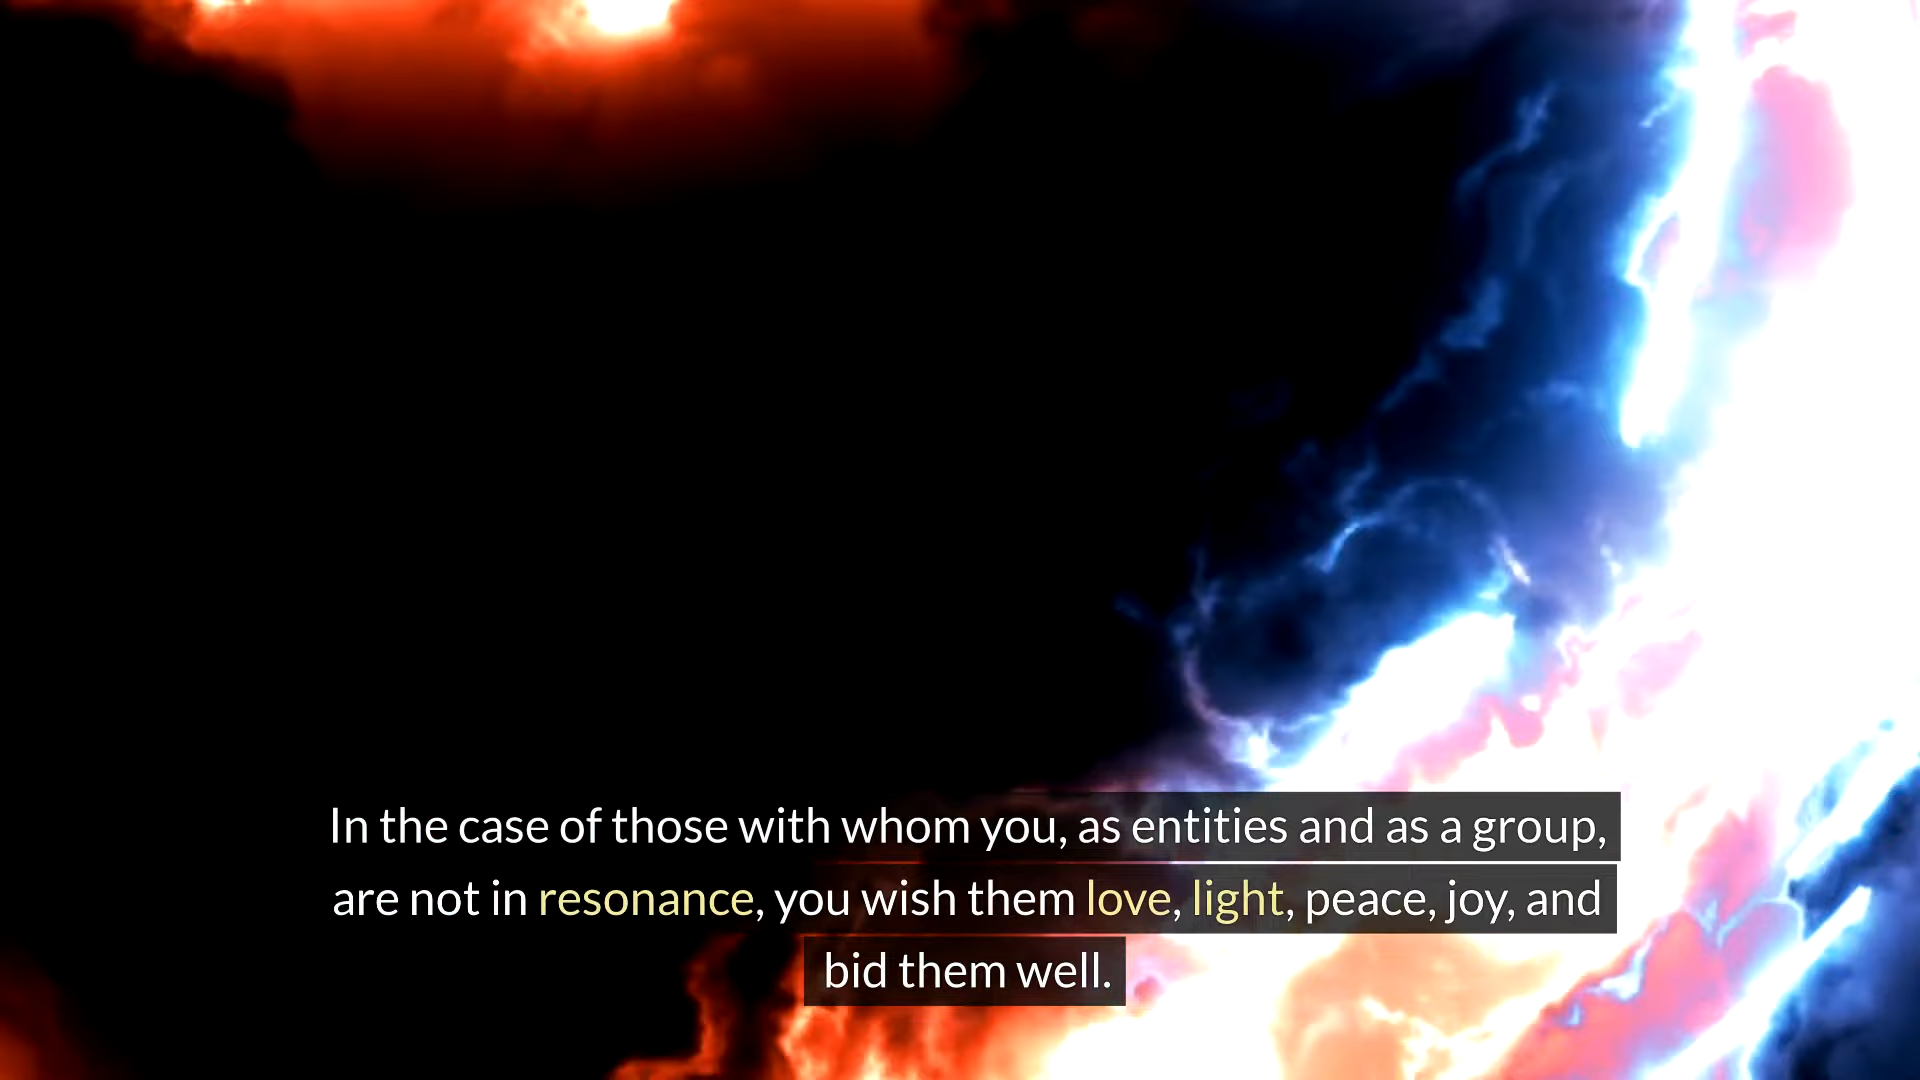 In the case of those with whom you, as entities and as a group,
are not in resonance, you wish them love, light, peace, joy, and
bid them well.